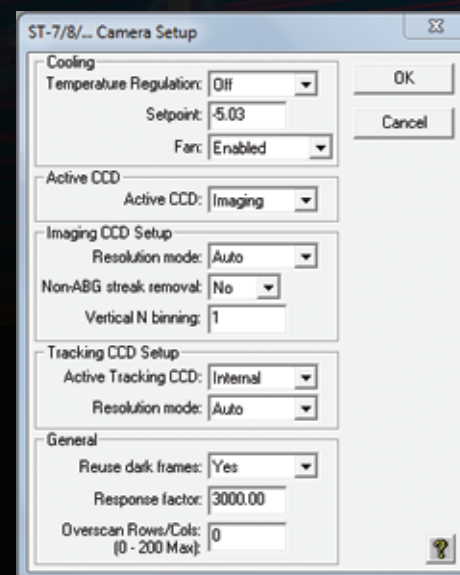 ST-7/8/... Camera Setup
Cooling
Temperature Regulation: Off
Setpoint: -5.03
Fan: Enabled
OK
Cancel
Active CCD
Active CCD: Imaging
Imaging CCD Setup
Resolution mode: Auto
Non-ABG streak removal: No
Vertical N binning: 1
Tracking CCD Setup
Active Tracking CCD: Internal
Resolution mode: Auto
General
Reuse dark frames: Yes
Response factor: 3000.00
Overscan Rows/Cols: 0
(0 - 200 Max):
?